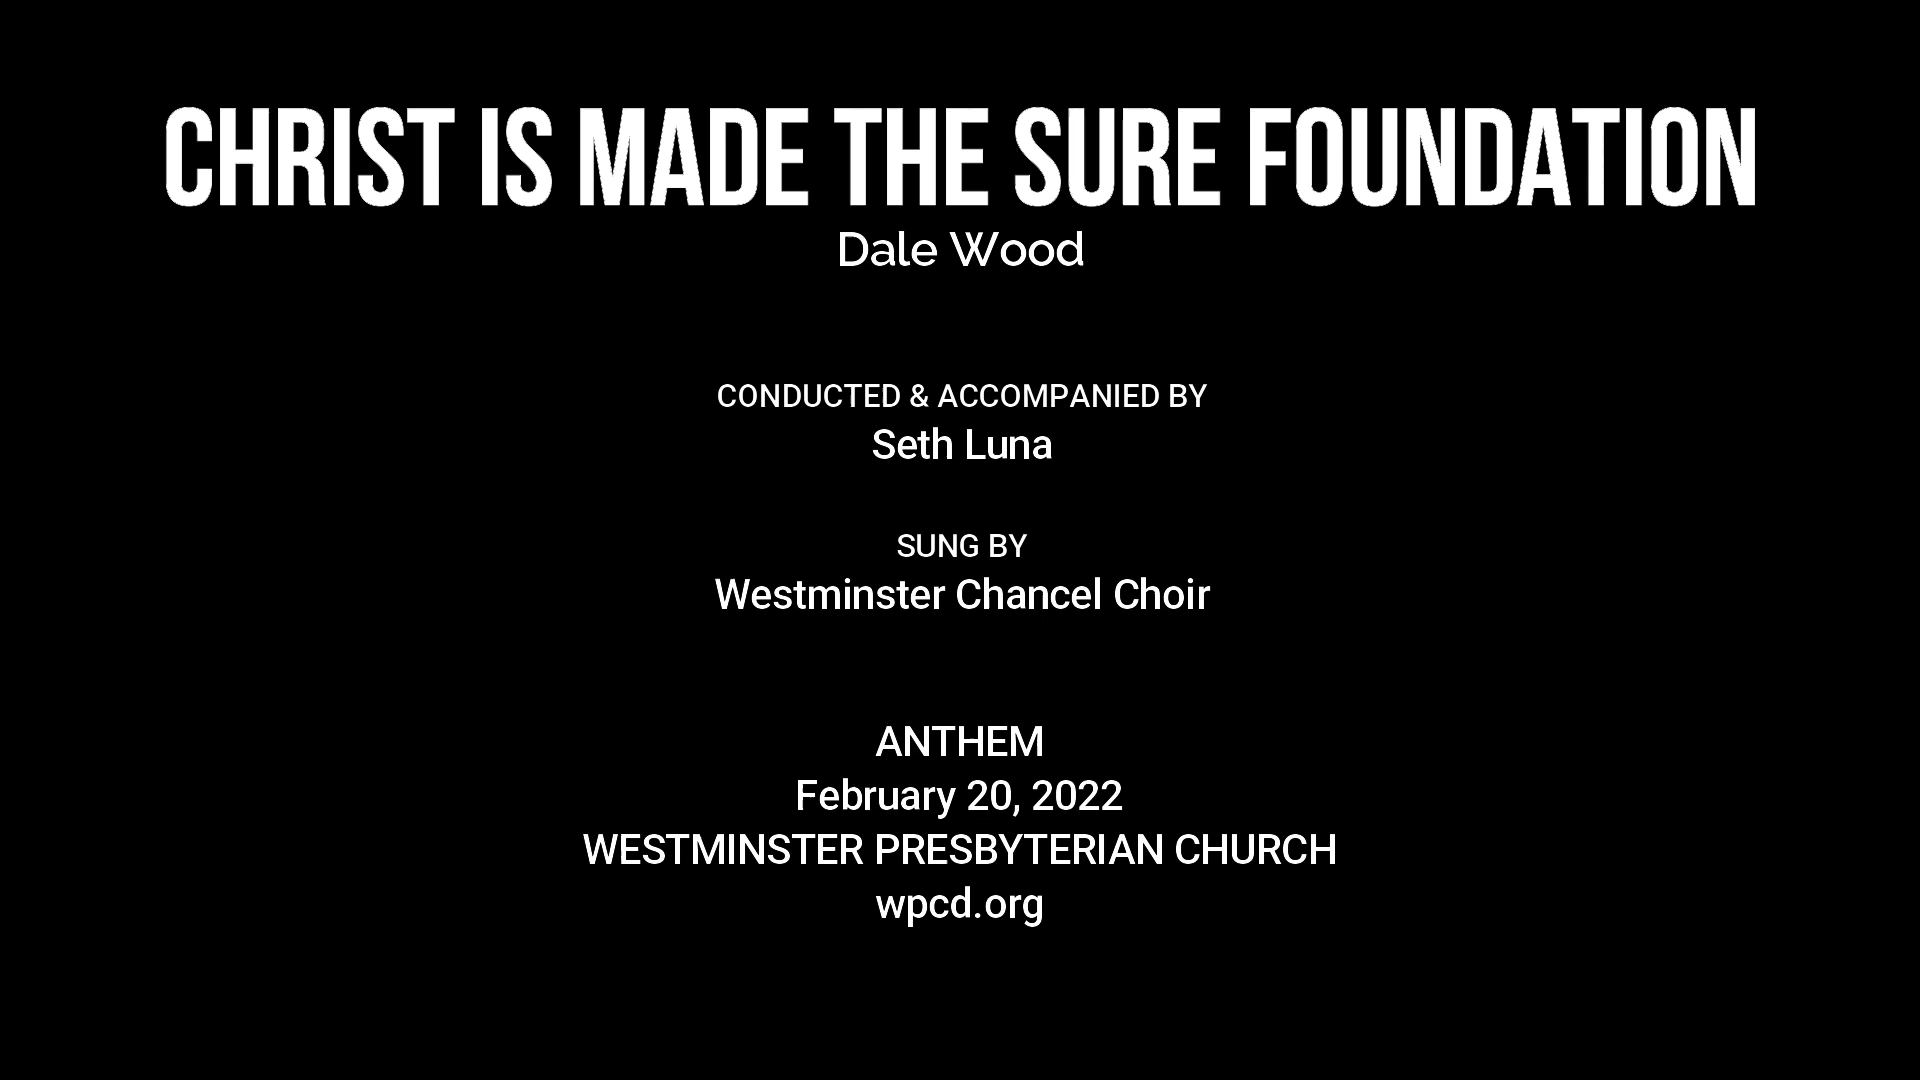 CHRIST IS MADE THE SURE FOUNDATION
Dale Wood
CONDUCTED & ACCOMPANIED BY
Seth Luna
SUNG BY
Westminster Chancel Choir
ANTHEM
February 20, 2022
WESTMINSTER PRESBYTERIAN CHURCH
wpcd.org